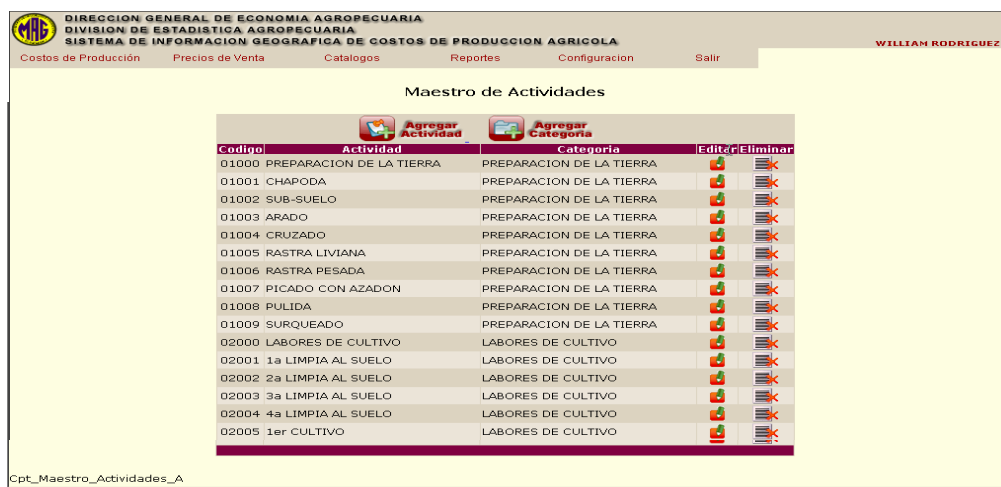 MAG
DIRECCION GENERAL DE ECONOMIA AGROPECUARIA
DIVISION DE ESTADISTICA AGROPECUARIA
SISTEMA DE INFORMACION GEOGRAFICA DE COSTOS DE PRODUCCION AGRICOLA
WILLIAM RODRIGUEZ
Costos de Producción Precios de Venta Catalogos Reportes Configuracion Salir
Maestro de Actividades
Agregar Actividad Agregar Categoria
Codigo Actividad Categoria Editar Eliminar
01000 PREPARACION DE LA TIERRA PREPARACION DE LA TIERRA
01001 CHAPODA PREPARACION DE LA TIERRA
01002 SUB-SUELO PREPARACION DE LA TIERRA
01003 ARADO PREPARACION DE LA TIERRA
01004 CRUZADO PREPARACION DE LA TIERRA
01005 RASTRA LIVIANA PREPARACION DE LA TIERRA
01006 RASTRA PESADA PREPARACION DE LA TIERRA
01007 PICADO CON AZADON PREPARACION DE LA TIERRA
01008 PULIDA PREPARACION DE LA TIERRA
01009 SURQUEADO PREPARACION DE LA TIERRA
02000 LABORES DE CULTIVO LABORES DE CULTIVO
02001 1a LIMPIA AL SUELO LABORES DE CULTIVO
02002 2a LIMPIA AL SUELO LABORES DE CULTIVO
02003 3a LIMPIA AL SUELO LABORES DE CULTIVO
02004 4a LIMPIA AL SUELO LABORES DE CULTIVO
02005 1er CULTIVO LABORES DE CULTIVO
Cpt_Maestro_Actividades_A